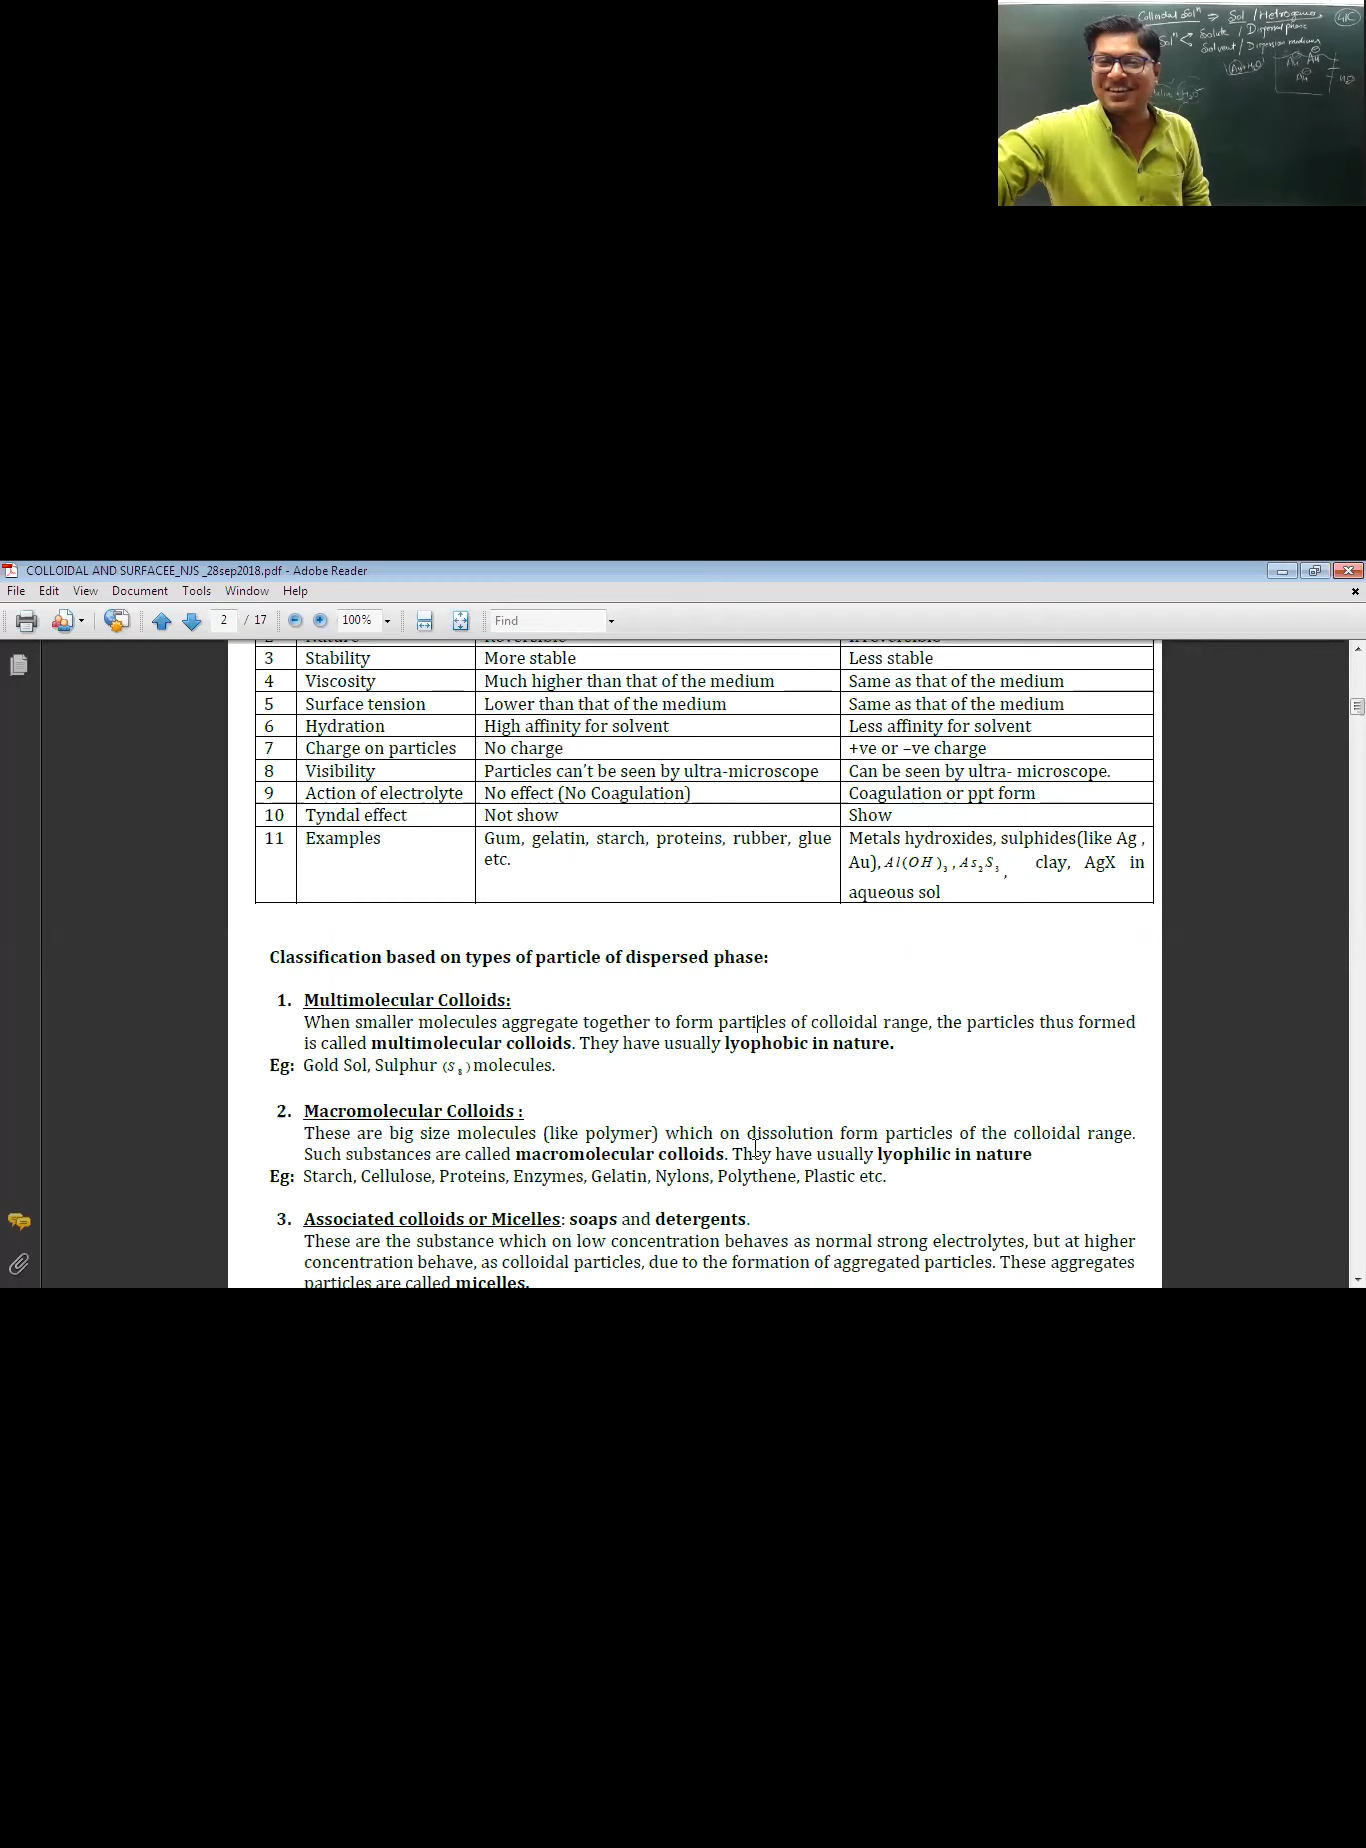 Colloidal Solⁿ ⇒ Sol / Hetrogenous
Solⁿ < Solute / Dispersed phase
Solvent / Dispersion medium
Au Au
Au
COLLOIDAL AND SURFACEE_NJS _28sep2018.pdf - Adobe Reader
File Edit View Document Tools Window Help
2 / 17 100% Find
2 Nature Reversible Irreversible
3 Stability More stable Less stable
4 Viscosity Much higher than that of the medium Same as that of the medium
5 Surface tension Lower than that of the medium Same as that of the medium
6 Hydration High affinity for solvent Less affinity for solvent
7 Charge on particles No charge +ve or –ve charge
8 Visibility Particles can't be seen by ultra-microscope Can be seen by ultra- microscope.
9 Action of electrolyte No effect (No Coagulation) Coagulation or ppt form
10 Tyndal effect Not show Show
11 Examples Gum, gelatin, starch, proteins, rubber, glue Metals hydroxides, sulphides(like Ag ,
etc. Au), Al(OH)₃, As₂S₃, clay, AgX in
aqueous sol
Classification based on types of particle of dispersed phase:
1. Multimolecular Colloids:
When smaller molecules aggregate together to form particles of colloidal range, the particles thus formed
is called multimolecular colloids. They have usually lyophobic in nature.
Eg: Gold Sol, Sulphur (S₈) molecules.
2. Macromolecular Colloids :
These are big size molecules (like polymer) which on dissolution form particles of the colloidal range.
Such substances are called macromolecular colloids. They have usually lyophilic in nature
Eg: Starch, Cellulose, Proteins, Enzymes, Gelatin, Nylons, Polythene, Plastic etc.
3. Associated colloids or Micelles: soaps and detergents.
These are the substance which on low concentration behaves as normal strong electrolytes, but at higher
concentration behave, as colloidal particles, due to the formation of aggregated particles. These aggregates
particles are called micelles.